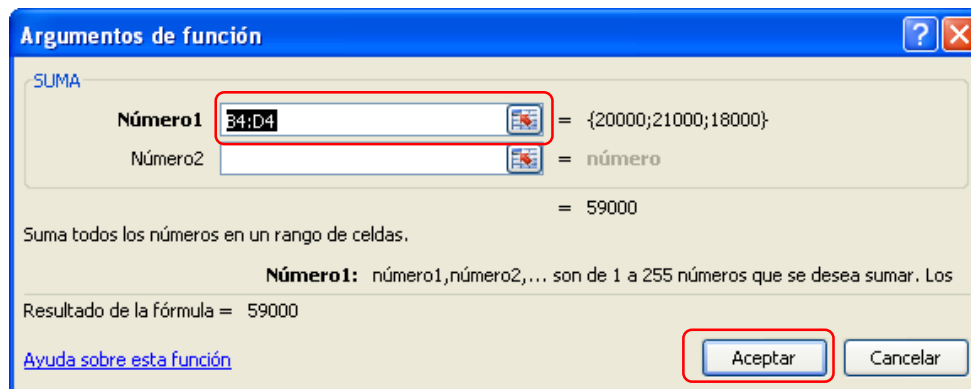 Argumentos de función
SUMA
Número1 B4:D4 = {20000;21000;18000}
Número2 = número
= 59000
Suma todos los números en un rango de celdas.
Número1: número1,número2,... son de 1 a 255 números que se desea sumar. Los
Resultado de la fórmula = 59000
Ayuda sobre esta función Aceptar Cancelar